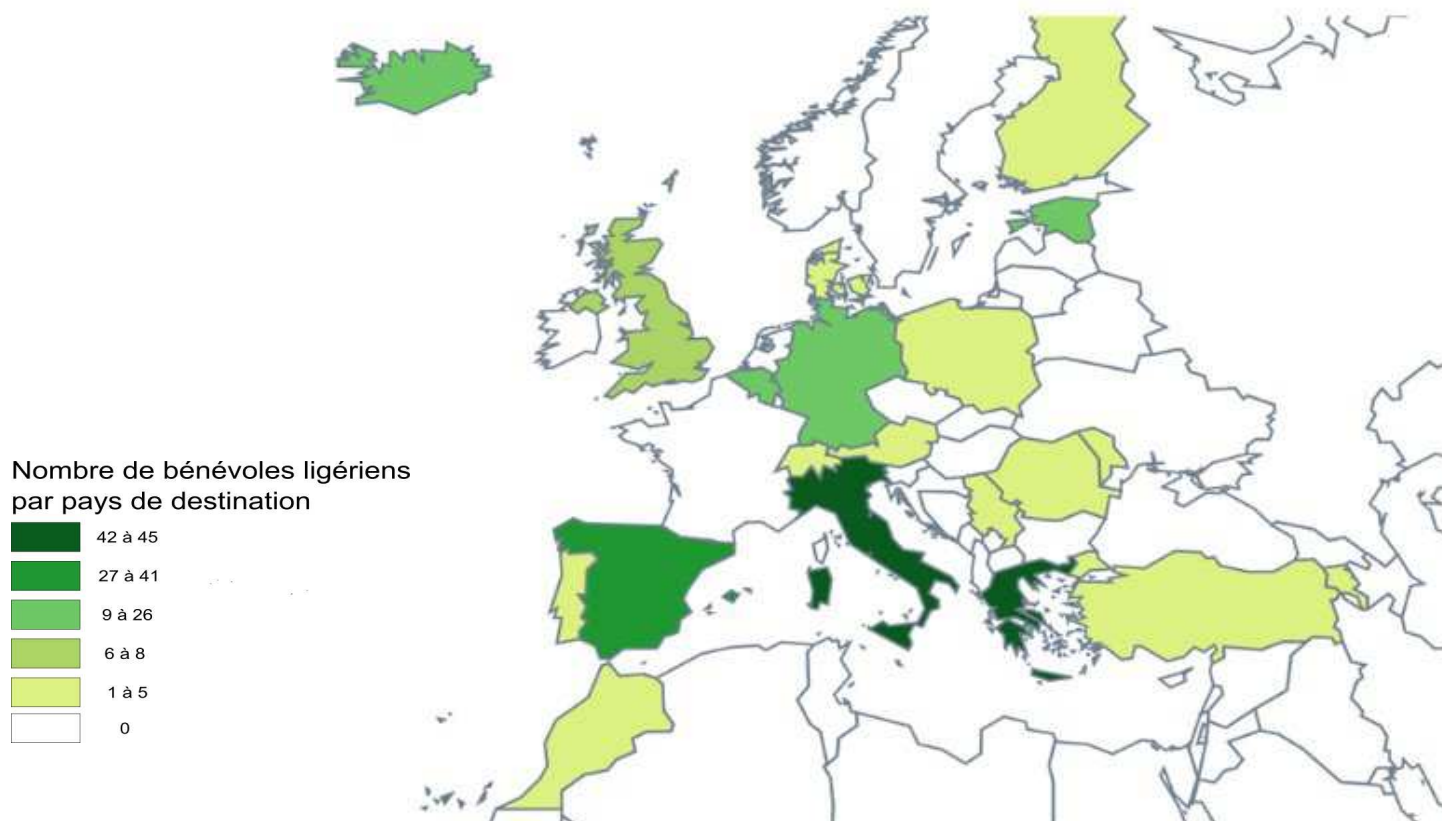 Nombre de bénévoles ligériens
par pays de destination
42 à 45
27 à 41
9 à 26
6 à 8
1 à 5
0